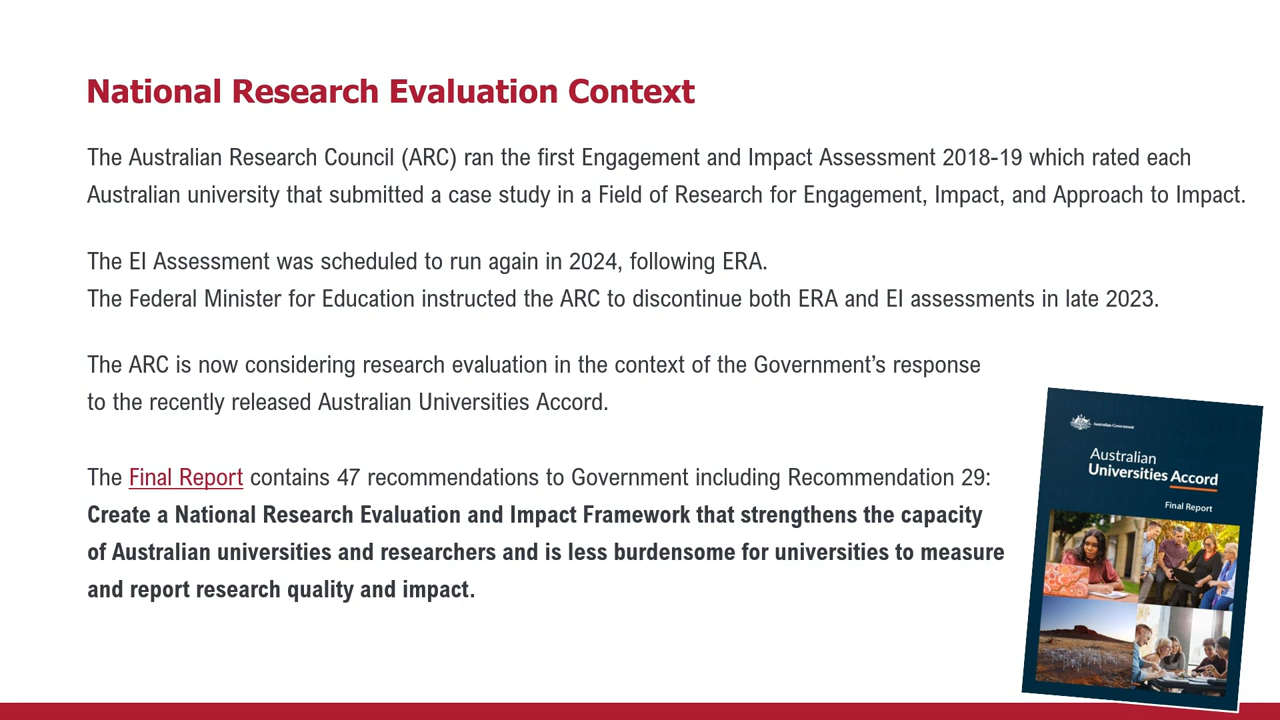 National Research Evaluation Context
The Australian Research Council (ARC) ran the first Engagement and Impact Assessment 2018-19 which rated each
Australian university that submitted a case study in a Field of Research for Engagement, Impact, and Approach to Impact.
The EI Assessment was scheduled to run again in 2024, following ERA.
The Federal Minister for Education instructed the ARC to discontinue both ERA and EI assessments in late 2023.
The ARC is now considering research evaluation in the context of the Government’s response
to the recently released Australian Universities Accord.
The Final Report contains 47 recommendations to Government including Recommendation 29:
Create a National Research Evaluation and Impact Framework that strengthens the capacity
of Australian universities and researchers and is less burdensome for universities to measure
and report research quality and impact.
Australian Government
Australian
Universities Accord
Final Report